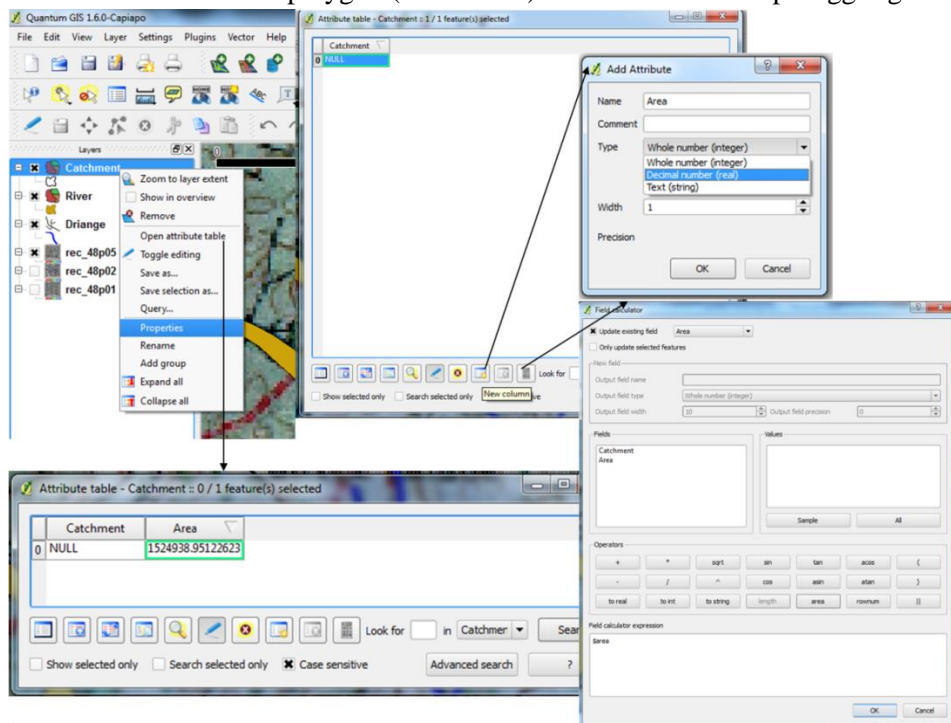 Quantum GIS 1.6.0-Capiapo
File Edit View Layer Settings Plugins Vector Help
Layers
Catchment
River
Driange
rec_48p05
rec_48p02
rec_48p01
Zoom to layer extent
Show in overview
Remove
Open attribute table
Toggle editing
Save as...
Save selection as...
Query...
Properties
Rename
Add group
Expand all
Collapse all
Attribute table - Catchment :: 1 / 1 feature(s) selected
Catchment
0 NULL
Look for
Show selected only Search selected only
New column
Add Attribute
Name Area
Comment
Type Whole number (integer)
Whole number (integer)
Decimal number (real)
Text (string)
Width 1
Precision
OK Cancel
Field calculator
Update existing field Area
Only update selected features
New field
Output field name
Output field type Whole number (integer)
Output field width 10 Output field precision 0
Fields Values
Catchment
Area
Sample All
Operators
+ * sqrt sin tan acos (
- / ^ cos asin atan )
to real to int to string length area rownum ||
Field calculator expression
$area
OK Cancel
Attribute table - Catchment :: 0 / 1 feature(s) selected
Catchment Area
0 NULL 1524938.95122623
Look for in Catchmer Sear
Show selected only Search selected only Case sensitive Advanced search ?